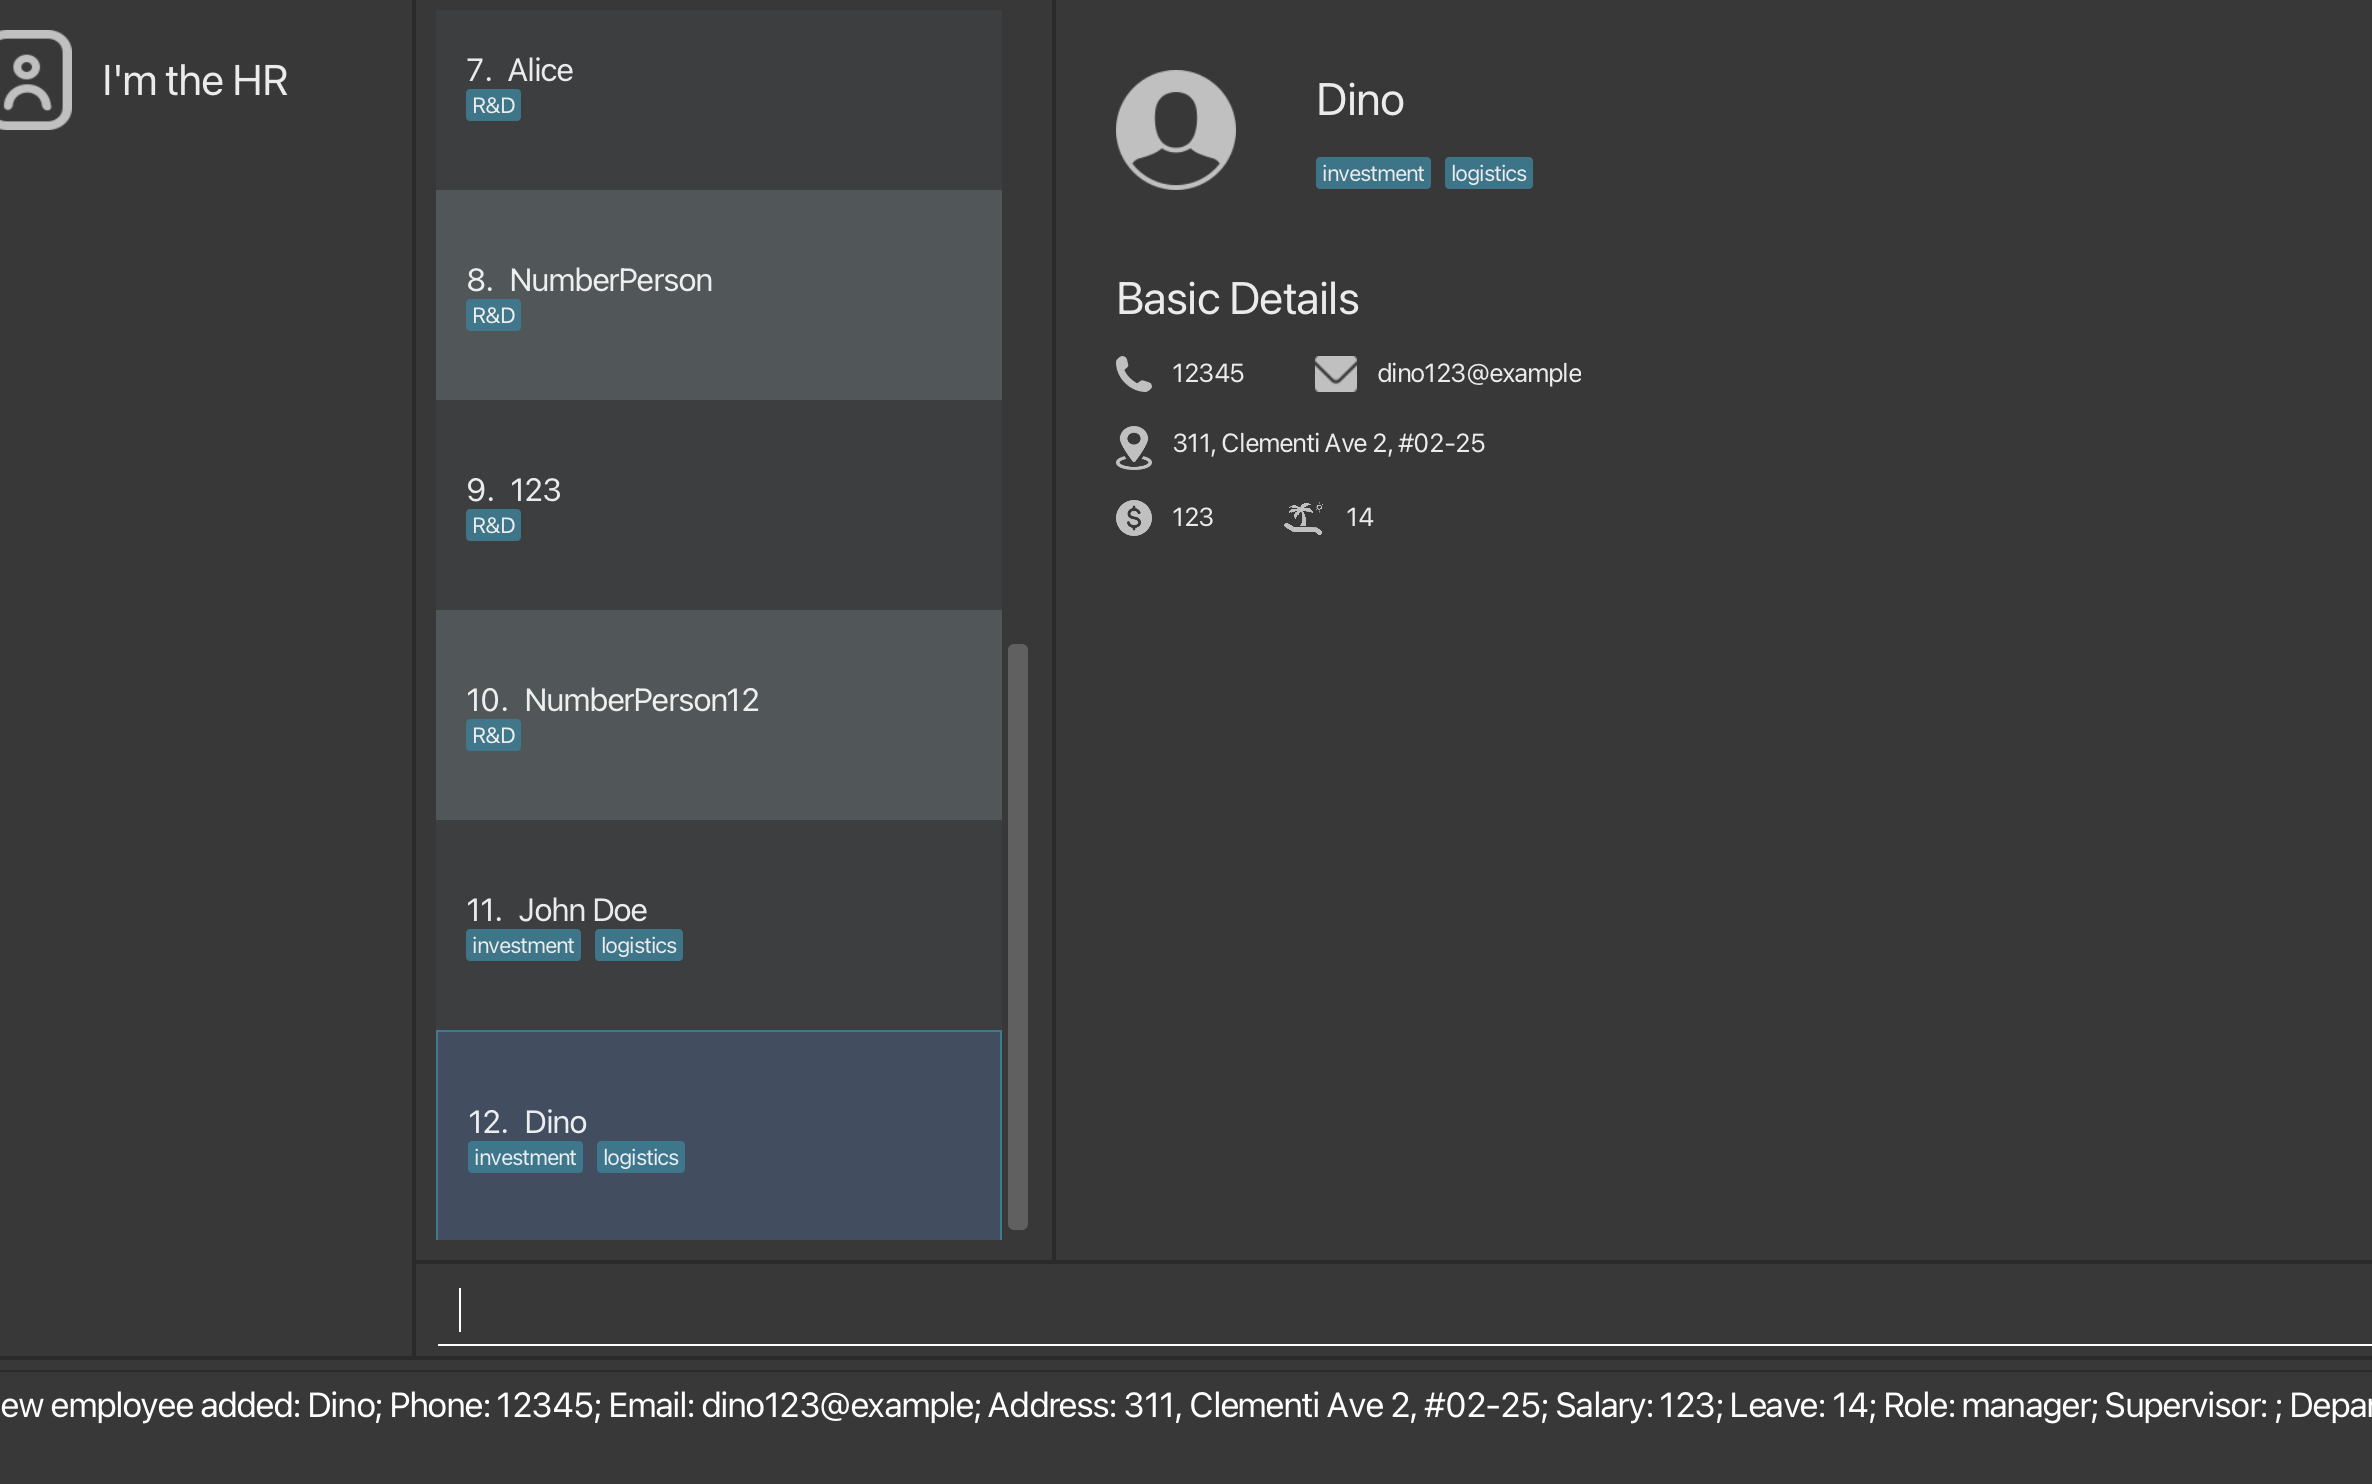 I'm the HR
7. Alice
R&D
8. NumberPerson
R&D
9. 123
R&D
10. NumberPerson12
R&D
11. John Doe
investment logistics
12. Dino
investment logistics
Dino
investment logistics
Basic Details
12345 dino123@example
311, Clementi Ave 2, #02-25
123 14
ew employee added: Dino; Phone: 12345; Email: dino123@example; Address: 311, Clementi Ave 2, #02-25; Salary: 123; Leave: 14; Role: manager; Supervisor: ; Depar